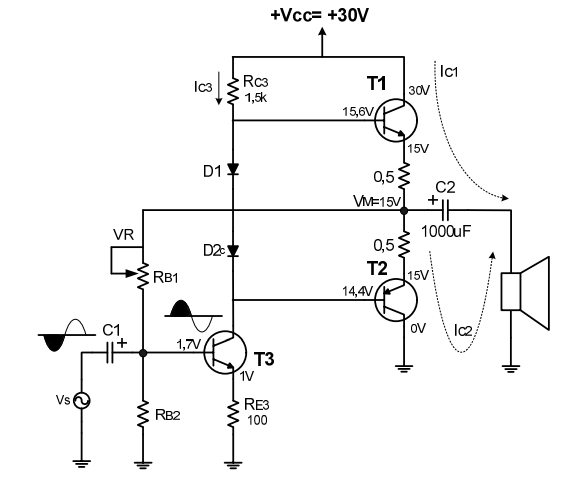 +Vcc= +30V
T1
Ic1
Ic3
Rc3
1,5k
30V
15,6V
15V
D1
0,5
VM=15V
+
C2
1000uF
VR
D2c
0,5
RB1
T2
15V
14,4V
0V
Ic2
C1
+
1,7V
T3
1V
Vs
RB2
RE3
100